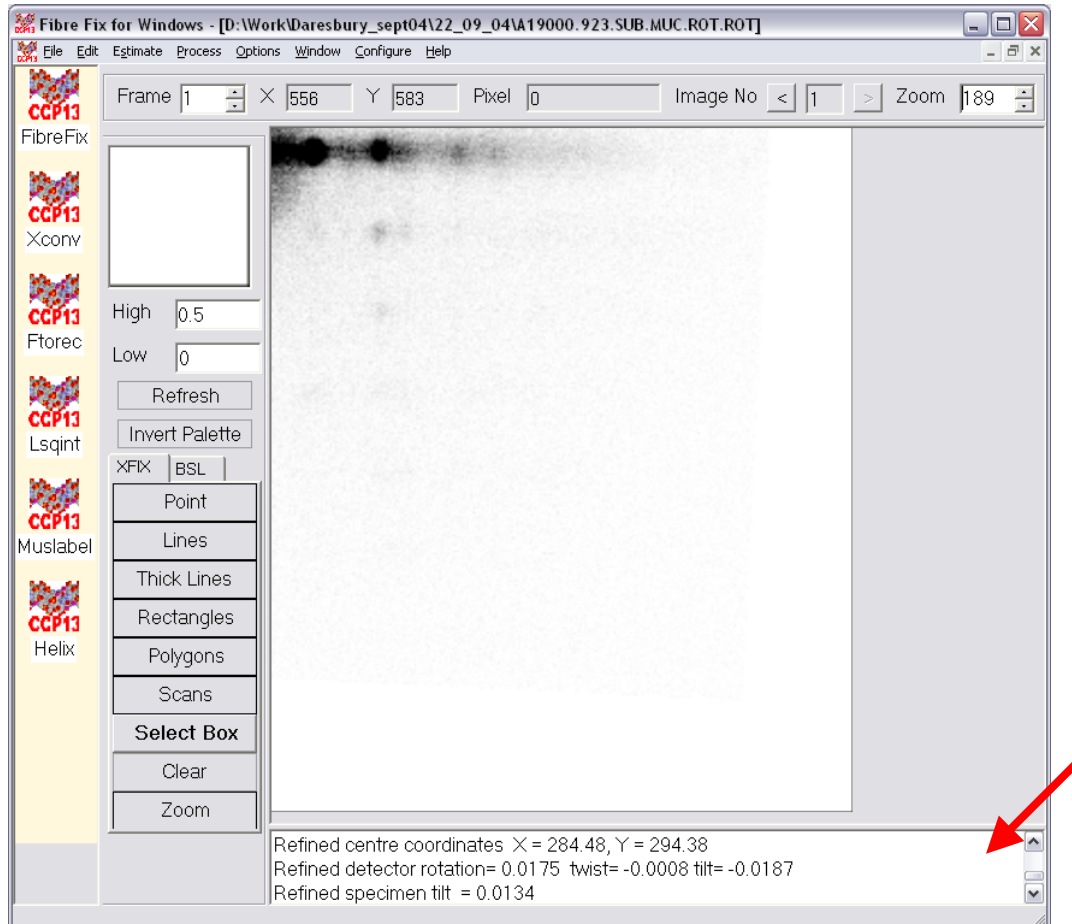 Fibre Fix for Windows - [D:\Work\Daresbury_sept04\22_09_04\A19000.923.SUB.MUC.ROT.ROT]
File Edit Estimate Process Options Window Configure Help
Frame 1 X 556 Y 583 Pixel 0 Image No < 1 > Zoom 189
CCP13
FibreFix
CCP13
Xconv
CCP13
Ftorec
CCP13
Lsqint
CCP13
Muslabel
CCP13
Helix
High 0.5
Low 0
Refresh
Invert Palette
XFIX BSL
Point
Lines
Thick Lines
Rectangles
Polygons
Scans
Select Box
Clear
Zoom
Refined centre coordinates X = 284.48, Y = 294.38
Refined detector rotation= 0.0175 twist= -0.0008 tilt= -0.0187
Refined specimen tilt = 0.0134